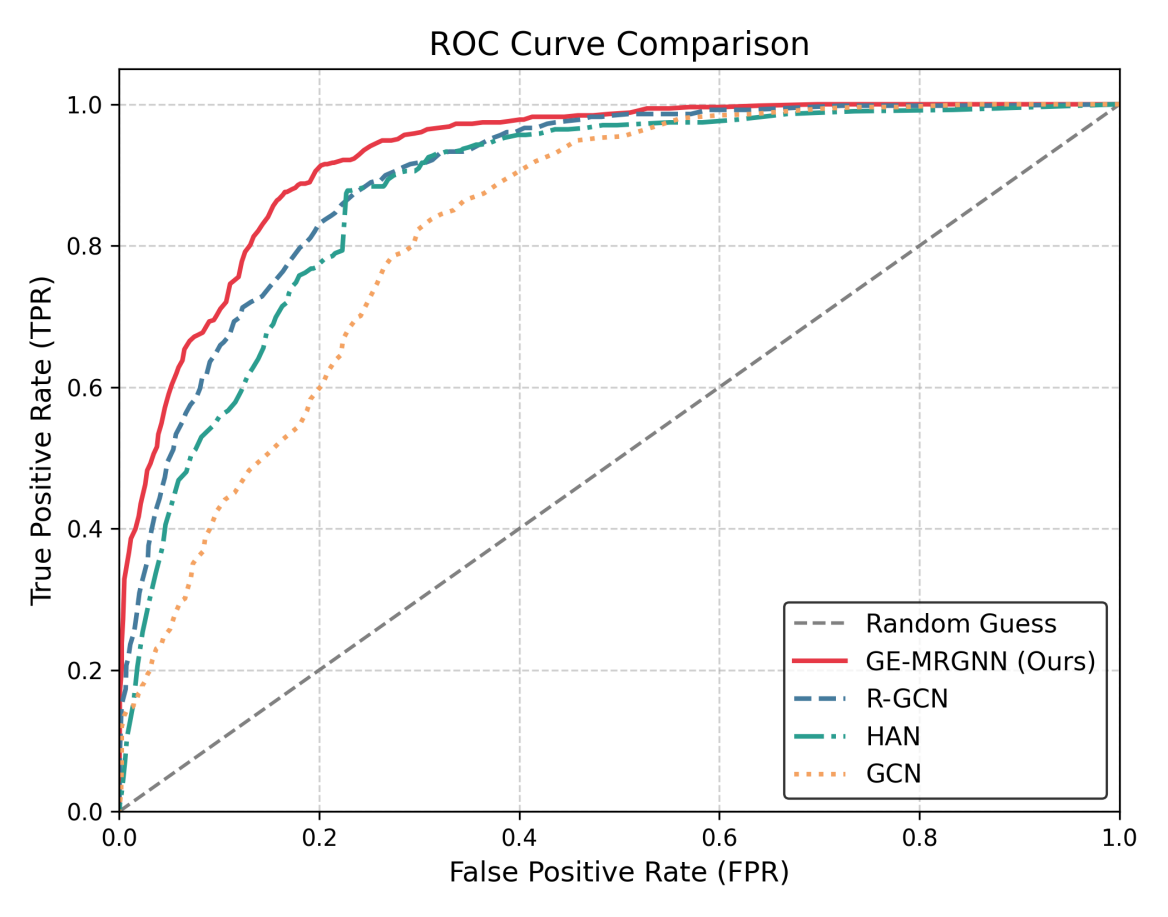 ROC Curve Comparison
True Positive Rate (TPR)
1.0
0.8
0.6
0.4
0.2
0.0
0.0 0.2 0.4 0.6 0.8 1.0
False Positive Rate (FPR)
Random Guess
GE-MRGNN (Ours)
R-GCN
HAN
GCN